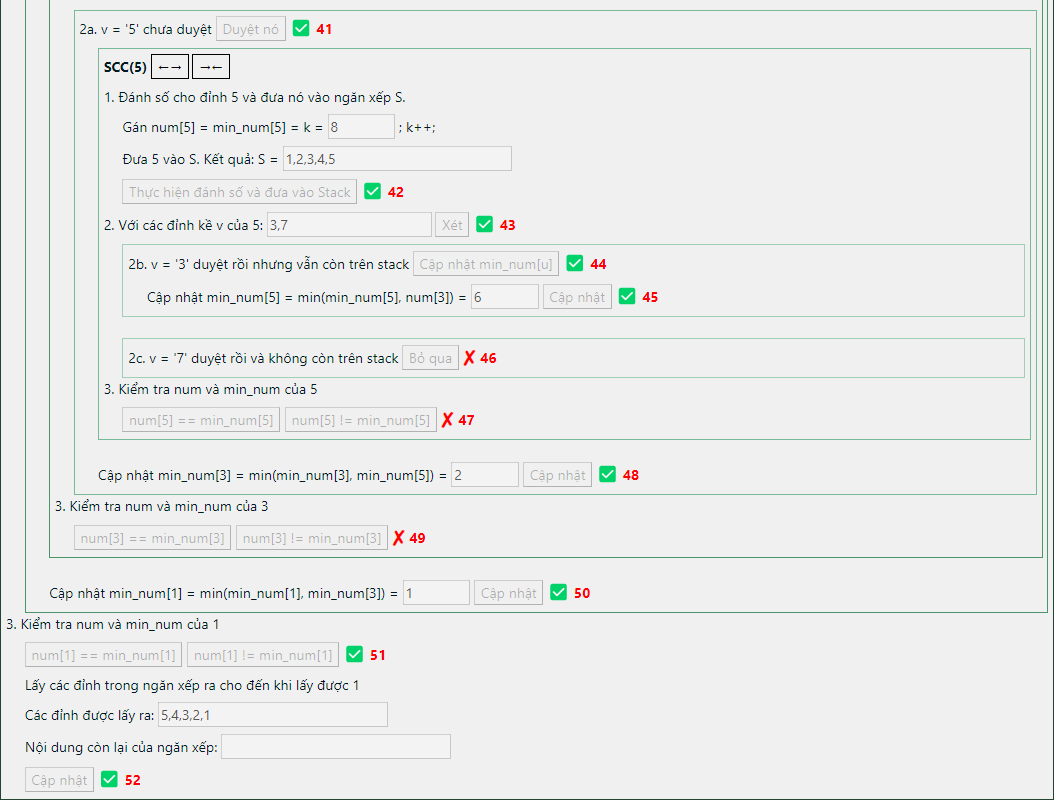 2a. v = '5' chưa duyệt Duyệt nó ✅ 41
SCC(5) ←→ →←
1. Đánh số cho đỉnh 5 và đưa nó vào ngăn xếp S.
Gán num[5] = min_num[5] = k = 8 ; k++;
Đưa 5 vào S. Kết quả: S = 1,2,3,4,5
Thực hiện đánh số và đưa vào Stack ✅ 42
2. Với các đỉnh kề v của 5: 3,7 Xét ✅ 43
2b. v = '3' duyệt rồi nhưng vẫn còn trên stack Cập nhật min_num[u] ✅ 44
Cập nhật min_num[5] = min(min_num[5], num[3]) = 6 Cập nhật ✅ 45
2c. v = '7' duyệt rồi và không còn trên stack Bỏ qua ✗ 46
3. Kiểm tra num và min_num của 5
num[5] == min_num[5] num[5] != min_num[5] ✗ 47
Cập nhật min_num[3] = min(min_num[3], min_num[5]) = 2 Cập nhật ✅ 48
3. Kiểm tra num và min_num của 3
num[3] == min_num[3] num[3] != min_num[3] ✗ 49
Cập nhật min_num[1] = min(min_num[1], min_num[3]) = 1 Cập nhật ✅ 50
3. Kiểm tra num và min_num của 1
num[1] == min_num[1] num[1] != min_num[1] ✅ 51
Lấy các đỉnh trong ngăn xếp ra cho đến khi lấy được 1
Các đỉnh được lấy ra: 5,4,3,2,1
Nội dung còn lại của ngăn xếp:
Cập nhật ✅ 52